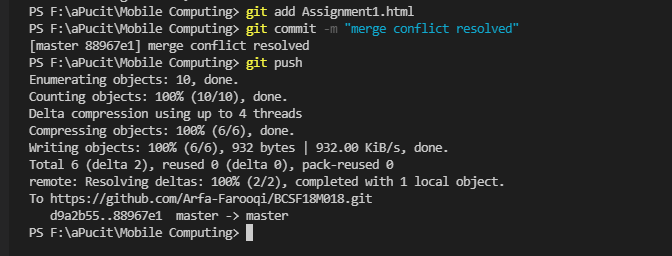 PS F:\aPucit\Mobile Computing> git add Assignment1.html
PS F:\aPucit\Mobile Computing> git commit -m "merge conflict resolved"
[master 88967e1] merge conflict resolved
PS F:\aPucit\Mobile Computing> git push
Enumerating objects: 10, done.
Counting objects: 100% (10/10), done.
Delta compression using up to 4 threads
Compressing objects: 100% (6/6), done.
Writing objects: 100% (6/6), 932 bytes | 932.00 KiB/s, done.
Total 6 (delta 2), reused 0 (delta 0), pack-reused 0
remote: Resolving deltas: 100% (2/2), completed with 1 local object.
To https://github.com/Arfa-Farooqi/BCSF18M018.git
   d9a2b55..88967e1  master -> master
PS F:\aPucit\Mobile Computing>